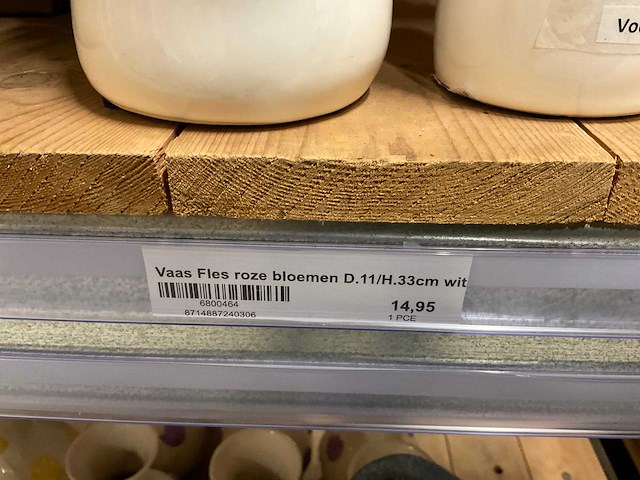 Vaas Fles roze bloemen D.11/H.33cm wit
6800464
14,95
8714887240306
1 PCE